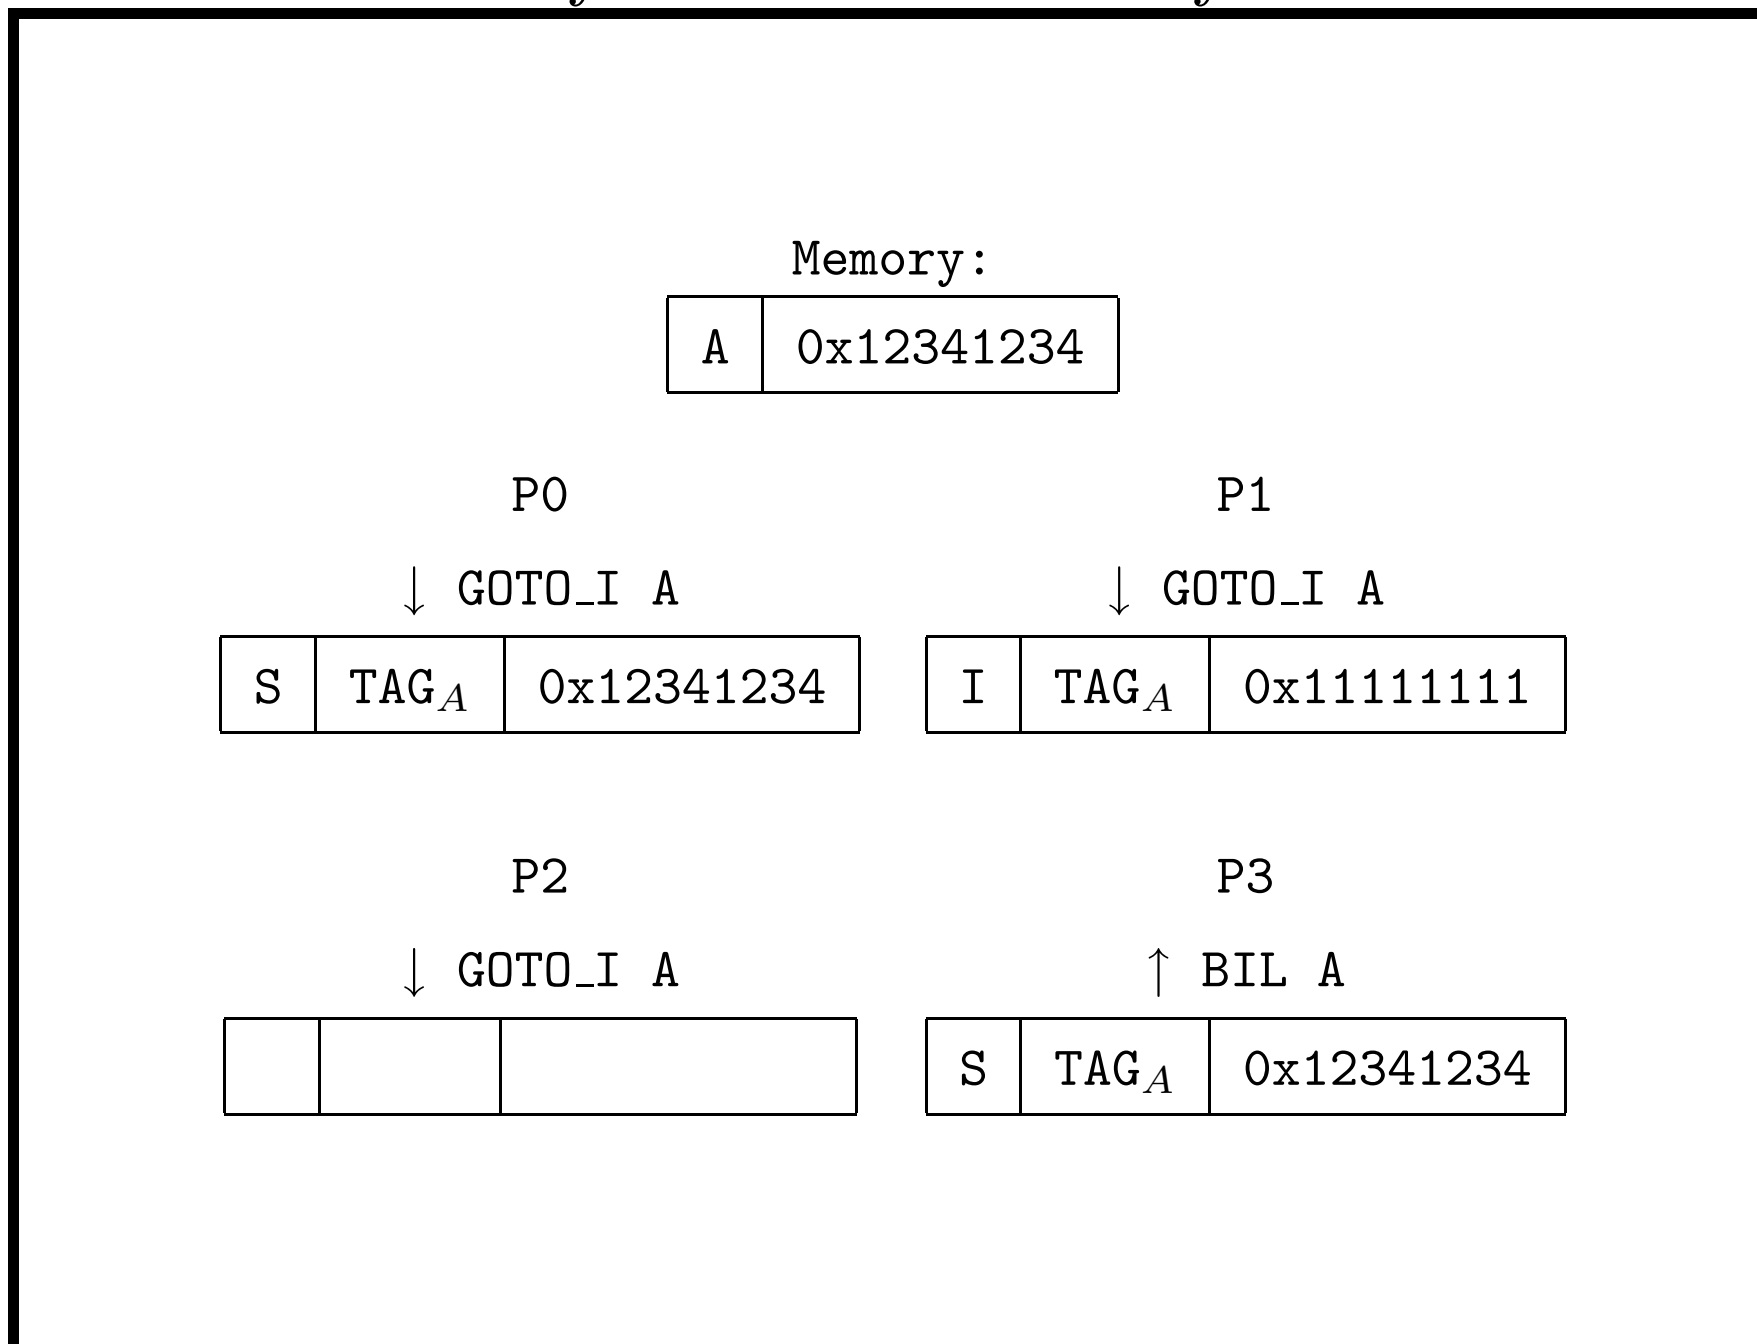 Memory:
A 0x12341234
P0 P1
↓ GOTO_I A ↓ GOTO_I A
S TAG_A 0x12341234 I TAG_A 0x11111111
P2 P3
↓ GOTO_I A ↑ BIL A
S TAG_A 0x12341234